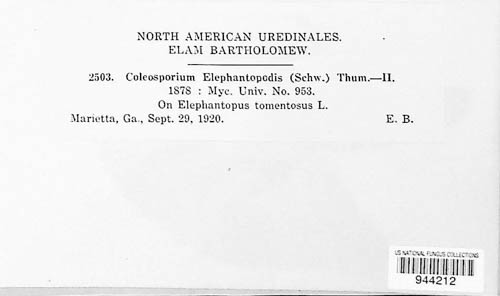 NORTH AMERICAN UREDINALES.
ELAM BARTHOLOMEW.
2503. Coleosporium Elephantopodis (Schw.) Thum.—II.
1878 : Myc. Univ. No. 953.
On Elephantopus tomentosus L.
Marietta, Ga., Sept. 29, 1920. E. B.
US NATIONAL FUNGUS COLLECTIONS
944212